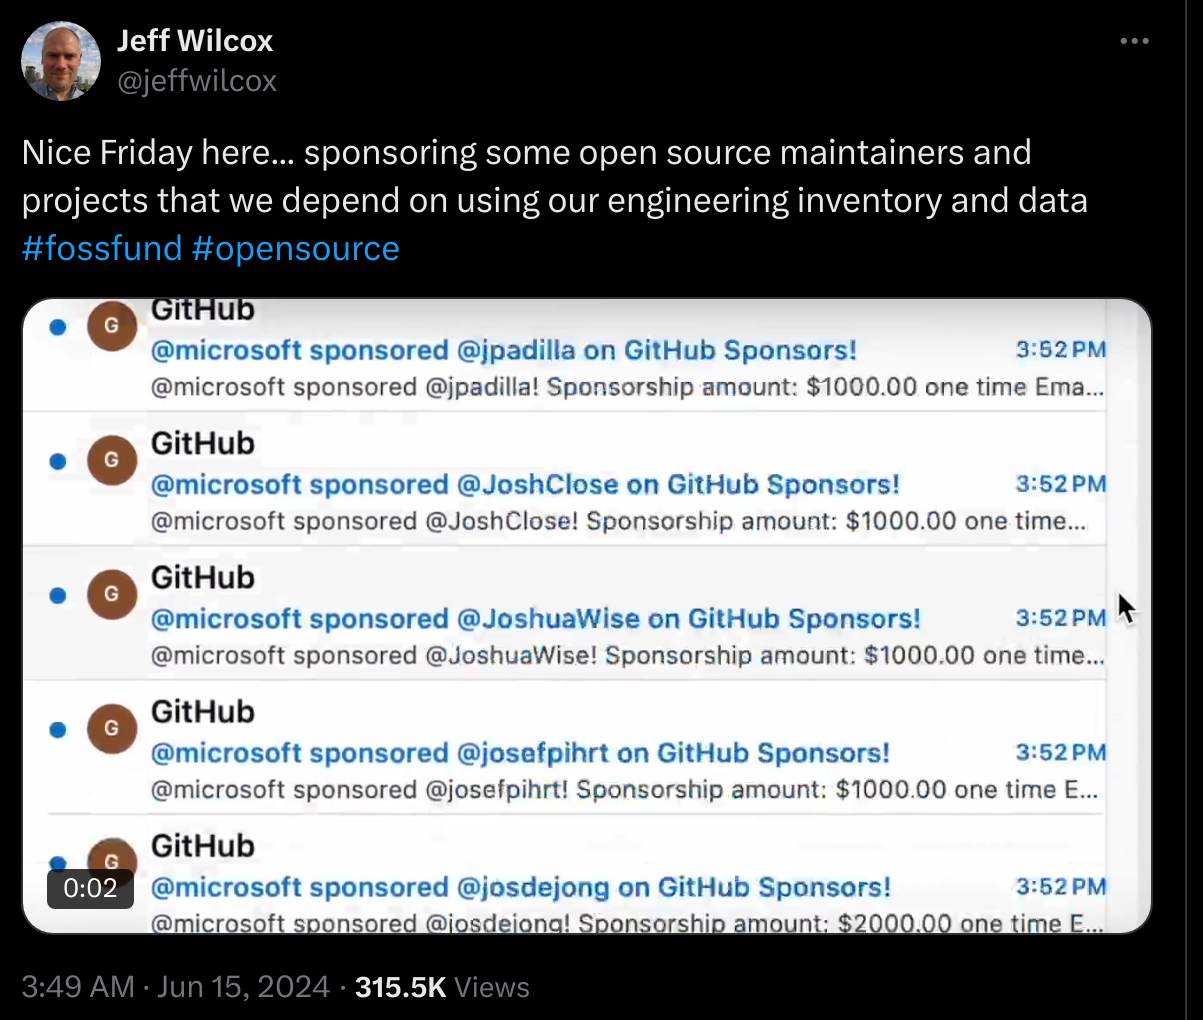 Jeff Wilcox
@jeffwilcox
Nice Friday here... sponsoring some open source maintainers and
projects that we depend on using our engineering inventory and data
#fossfund #opensource
GitHub
G
@microsoft sponsored @jpadilla on GitHub Sponsors! 3:52 PM
@microsoft sponsored @jpadilla! Sponsorship amount: $1000.00 one time Ema...
GitHub
G
@microsoft sponsored @JoshClose on GitHub Sponsors! 3:52 PM
@microsoft sponsored @JoshClose! Sponsorship amount: $1000.00 one time...
GitHub
G
@microsoft sponsored @JoshuaWise on GitHub Sponsors! 3:52 PM
@microsoft sponsored @JoshuaWise! Sponsorship amount: $1000.00 one time...
GitHub
G
@microsoft sponsored @josefpihrt on GitHub Sponsors! 3:52 PM
@microsoft sponsored @josefpihrt! Sponsorship amount: $1000.00 one time E...
GitHub
G
0:02
@microsoft sponsored @josdejong on GitHub Sponsors! 3:52 PM
@microsoft sponsored @josdejong! Sponsorship amount: $2000.00 one time E...
3:49 AM · Jun 15, 2024 · 315.5K Views